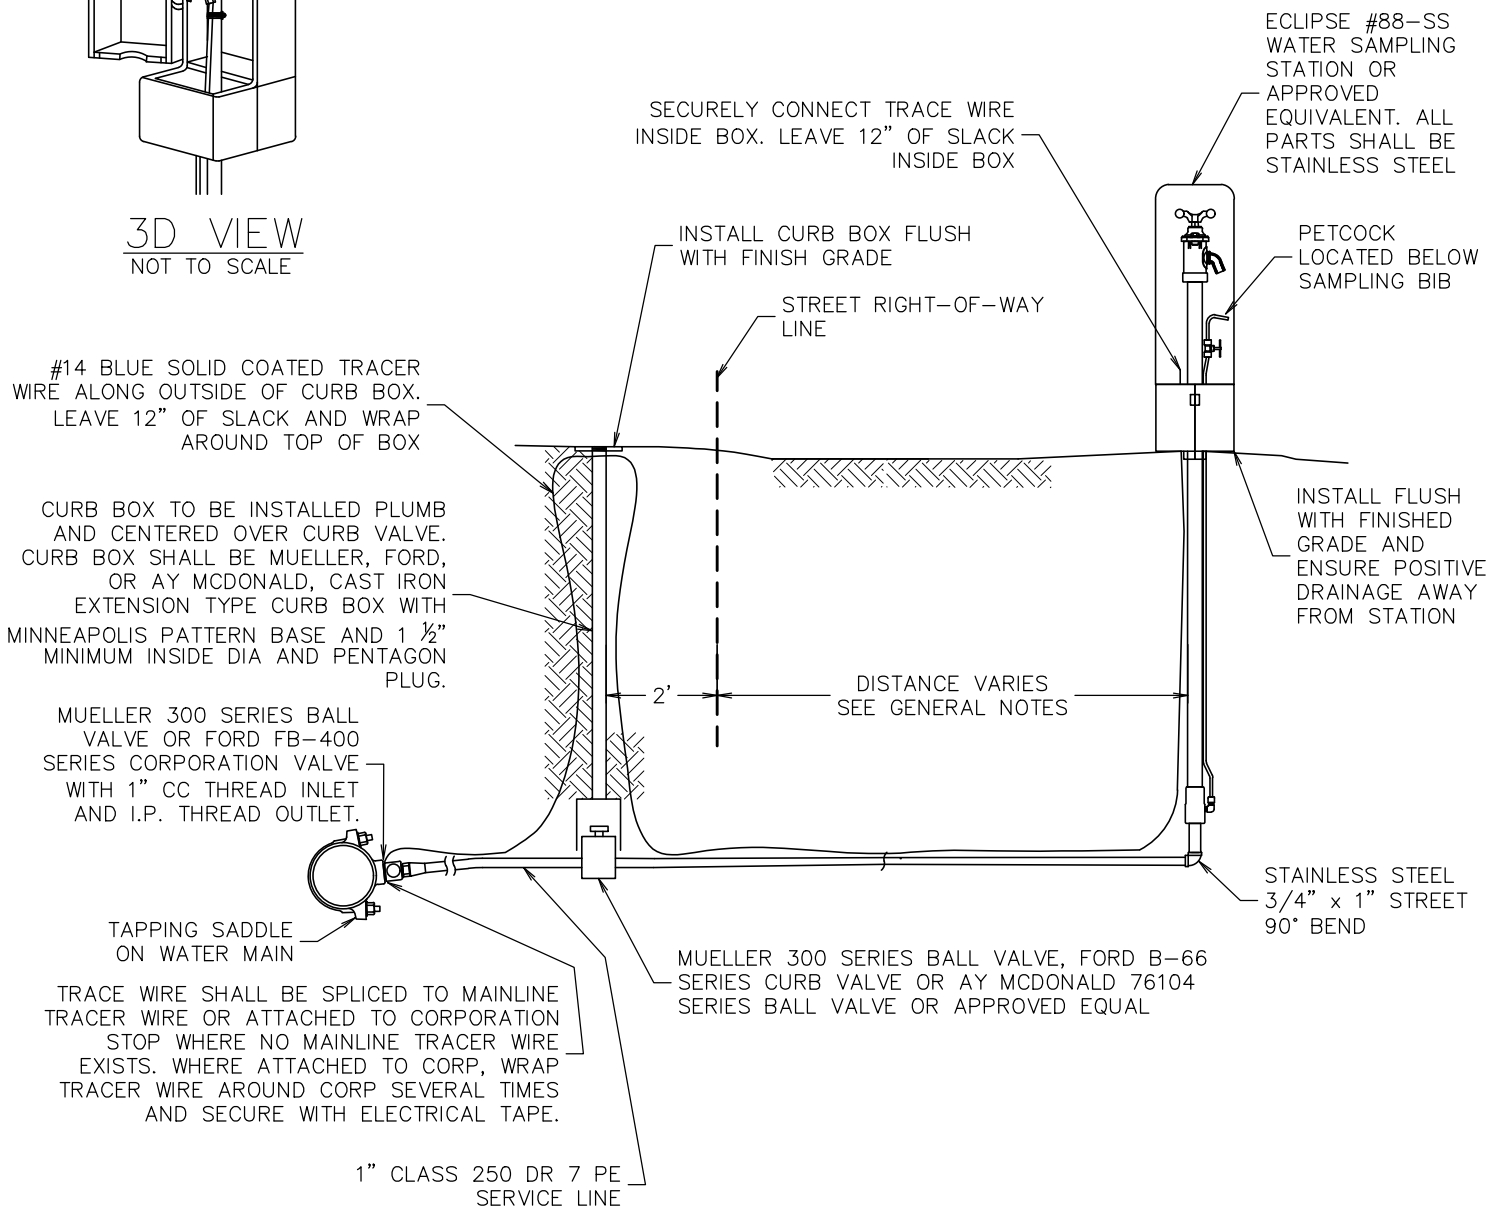 ECLIPSE #88-SS
WATER SAMPLING
STATION OR
APPROVED
EQUIVALENT. ALL
PARTS SHALL BE
STAINLESS STEEL
SECURELY CONNECT TRACE WIRE
INSIDE BOX. LEAVE 12" OF SLACK
INSIDE BOX
3D VIEW
NOT TO SCALE
INSTALL CURB BOX FLUSH
WITH FINISH GRADE
PETCOCK
LOCATED BELOW
SAMPLING BIB
STREET RIGHT-OF-WAY
LINE
#14 BLUE SOLID COATED TRACER
WIRE ALONG OUTSIDE OF CURB BOX.
LEAVE 12" OF SLACK AND WRAP
AROUND TOP OF BOX
CURB BOX TO BE INSTALLED PLUMB
AND CENTERED OVER CURB VALVE.
CURB BOX SHALL BE MUELLER, FORD,
OR AY MCDONALD, CAST IRON
EXTENSION TYPE CURB BOX WITH
MINNEAPOLIS PATTERN BASE AND 1 ½"
MINIMUM INSIDE DIA AND PENTAGON
PLUG.
INSTALL FLUSH
WITH FINISHED
GRADE AND
ENSURE POSITIVE
DRAINAGE AWAY
FROM STATION
2'
DISTANCE VARIES
SEE GENERAL NOTES
MUELLER 300 SERIES BALL
VALVE OR FORD FB-400
SERIES CORPORATION VALVE
WITH 1" CC THREAD INLET
AND I.P. THREAD OUTLET.
STAINLESS STEEL
3/4" x 1" STREET
90° BEND
TAPPING SADDLE
ON WATER MAIN
MUELLER 300 SERIES BALL VALVE, FORD B-66
SERIES CURB VALVE OR AY MCDONALD 76104
SERIES BALL VALVE OR APPROVED EQUAL
TRACE WIRE SHALL BE SPLICED TO MAINLINE
TRACER WIRE OR ATTACHED TO CORPORATION
STOP WHERE NO MAINLINE TRACER WIRE
EXISTS. WHERE ATTACHED TO CORP, WRAP
TRACER WIRE AROUND CORP SEVERAL TIMES
AND SECURE WITH ELECTRICAL TAPE.
1" CLASS 250 DR 7 PE
SERVICE LINE